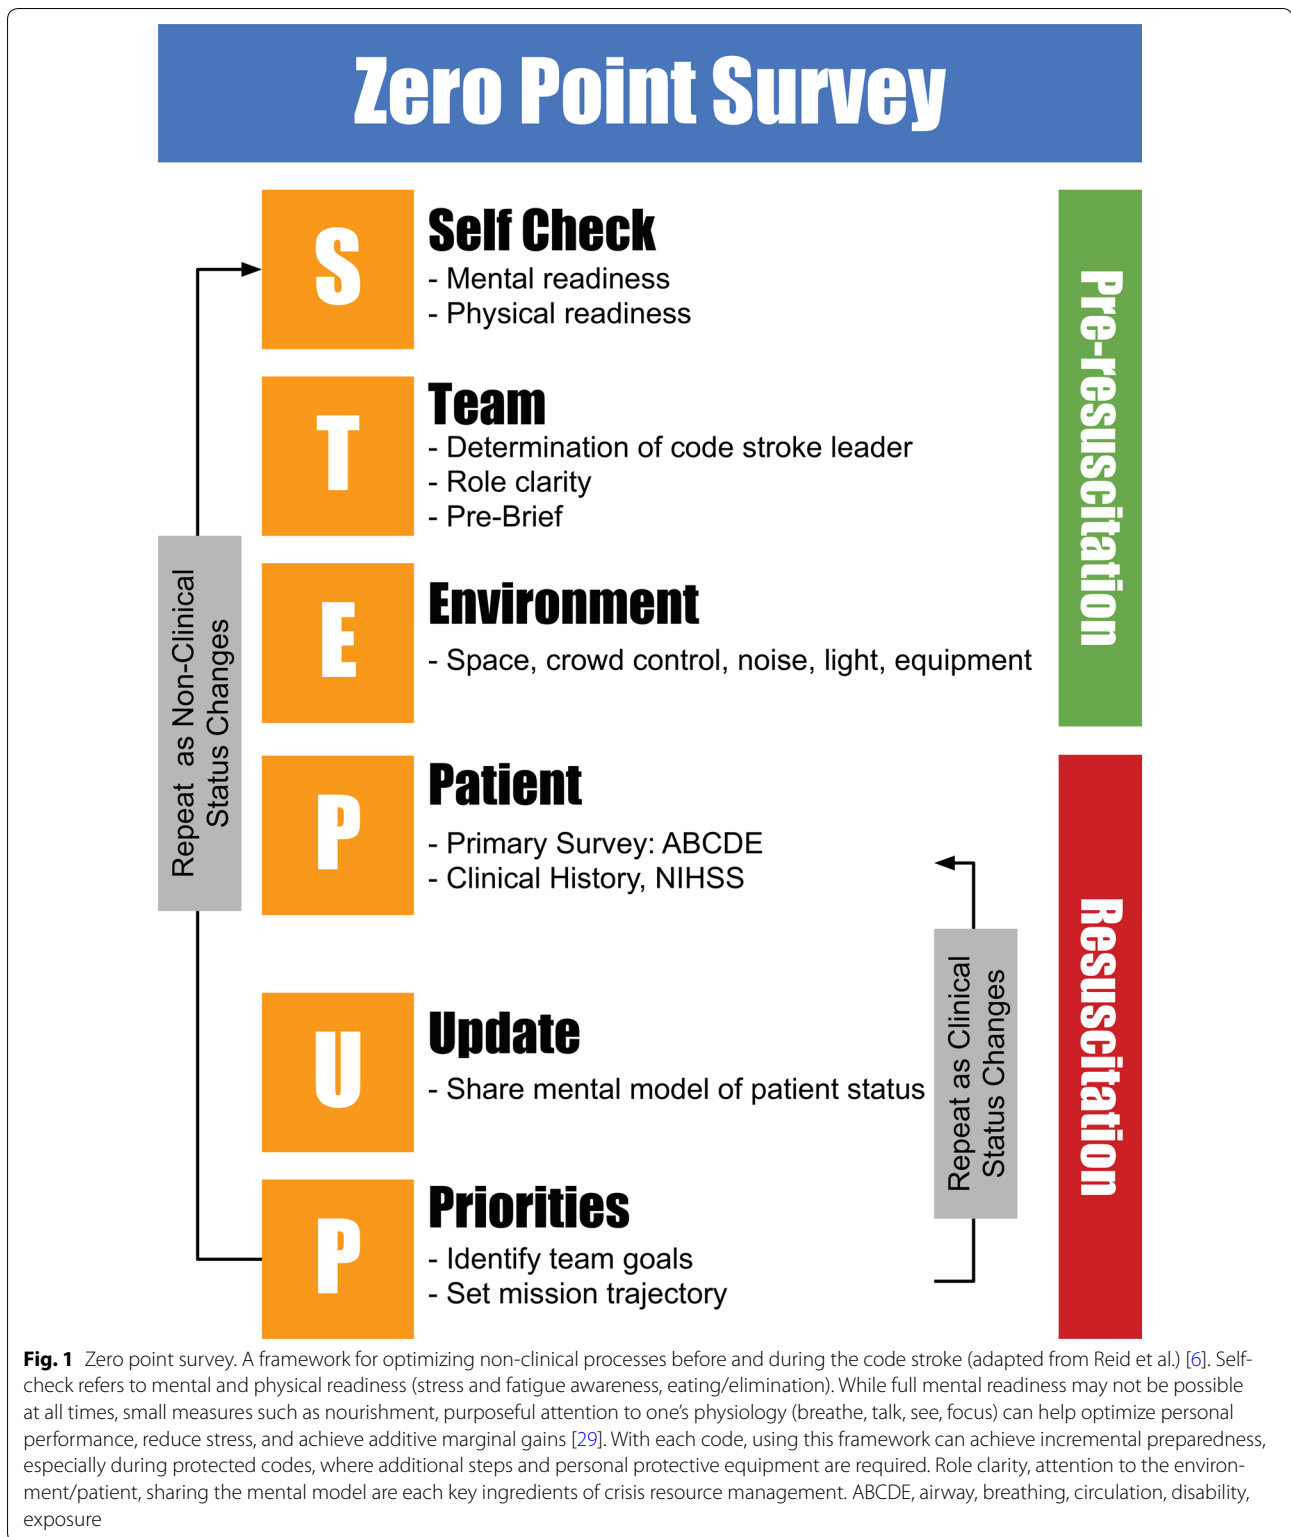 Zero Point Survey
S
Self Check
- Mental readiness
- Physical readiness
T
Team
- Determination of code stroke leader
- Role clarity
- Pre-Brief
E
Environment
- Space, crowd control, noise, light, equipment
Pre-resuscitation
Repeat as Non-Clinical
Status Changes
P
Patient
- Primary Survey: ABCDE
- Clinical History, NIHSS
U
Update
- Share mental model of patient status
P
Priorities
- Identify team goals
- Set mission trajectory
Repeat as Clinical
Status Changes
Resuscitation
Fig. 1 Zero point survey. A framework for optimizing non-clinical processes before and during the code stroke (adapted from Reid et al.) [6]. Self-
check refers to mental and physical readiness (stress and fatigue awareness, eating/elimination). While full mental readiness may not be possible
at all times, small measures such as nourishment, purposeful attention to one's physiology (breathe, talk, see, focus) can help optimize personal
performance, reduce stress, and achieve additive marginal gains [29]. With each code, using this framework can achieve incremental preparedness,
especially during protected codes, where additional steps and personal protective equipment are required. Role clarity, attention to the environ-
ment/patient, sharing the mental model are each key ingredients of crisis resource management. ABCDE, airway, breathing, circulation, disability,
exposure